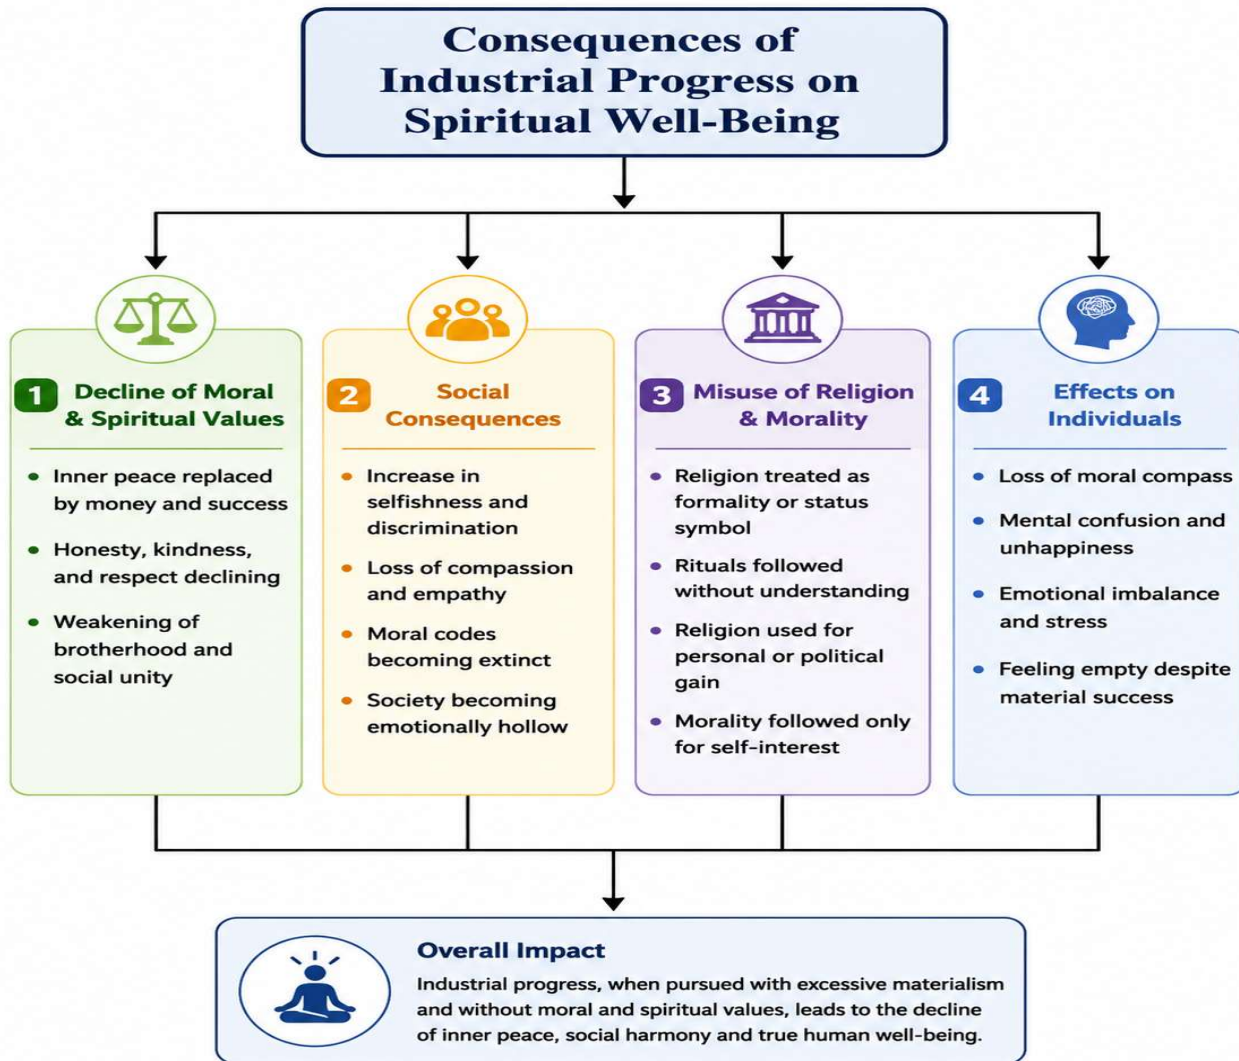 Consequences of
Industrial Progress on
Spiritual Well-Being
1
Decline of Moral
& Spiritual Values
• Inner peace replaced
by money and success
• Honesty, kindness,
and respect declining
• Weakening of
brotherhood and
social unity
2
Social
Consequences
• Increase in
selfishness and
discrimination
• Loss of compassion
and empathy
• Moral codes
becoming extinct
• Society becoming
emotionally hollow
3
Misuse of Religion
& Morality
• Religion treated as
formality or status
symbol
• Rituals followed
without understanding
• Religion used for
personal or political
gain
• Morality followed only
for self-interest
4
Effects on
Individuals
• Loss of moral compass
• Mental confusion and
unhappiness
• Emotional imbalance
and stress
• Feeling empty despite
material success
Overall Impact
Industrial progress, when pursued with excessive materialism
and without moral and spiritual values, leads to the decline
of inner peace, social harmony and true human well-being.